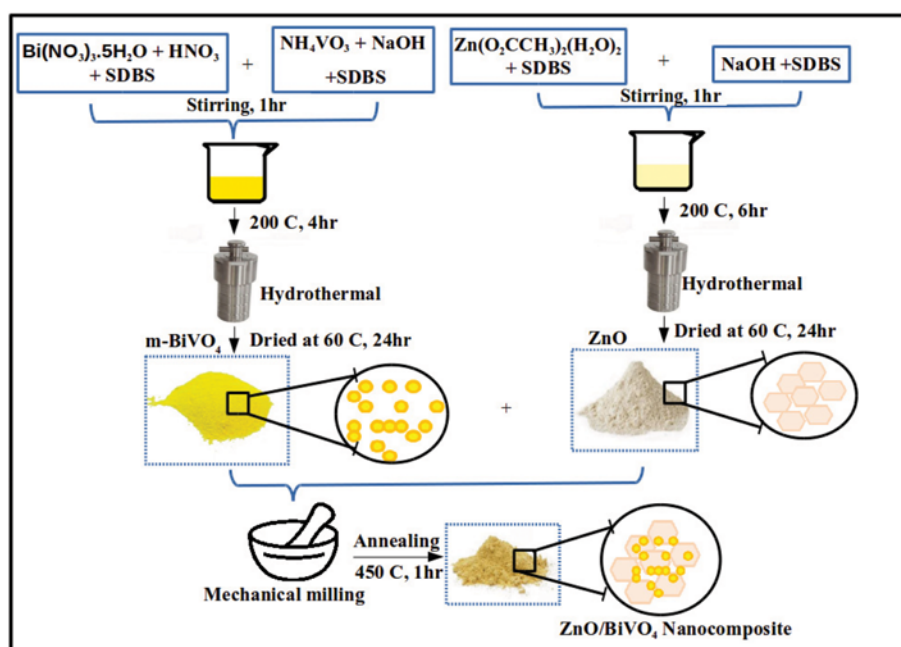 Bi(NO₃)₃.5H₂O + HNO₃
+ SDBS
+
NH₄VO₃ + NaOH
+SDBS
Zn(O₂CCH₃)₂(H₂O)₂
+ SDBS
+
NaOH +SDBS
Stirring, 1hr
Stirring, 1hr
200 C, 4hr
200 C, 6hr
Hydrothermal
Hydrothermal
m-BiVO₄
Dried at 60 C, 24hr
ZnO
Dried at 60 C, 24hr
+
Annealing
450 C, 1hr
Mechanical milling
ZnO/BiVO₄ Nanocomposite